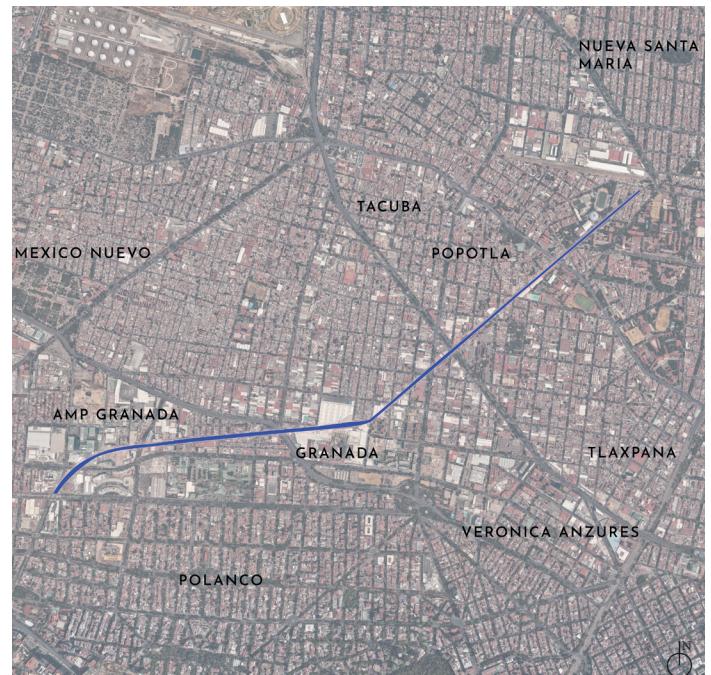 NUEVA SANTA
MARIA
TACUBA
MEXICO NUEVO
POPOTLA
AMP GRANADA
GRANADA
TLAXPANA
VERONICA ANZURES
POLANCO
N